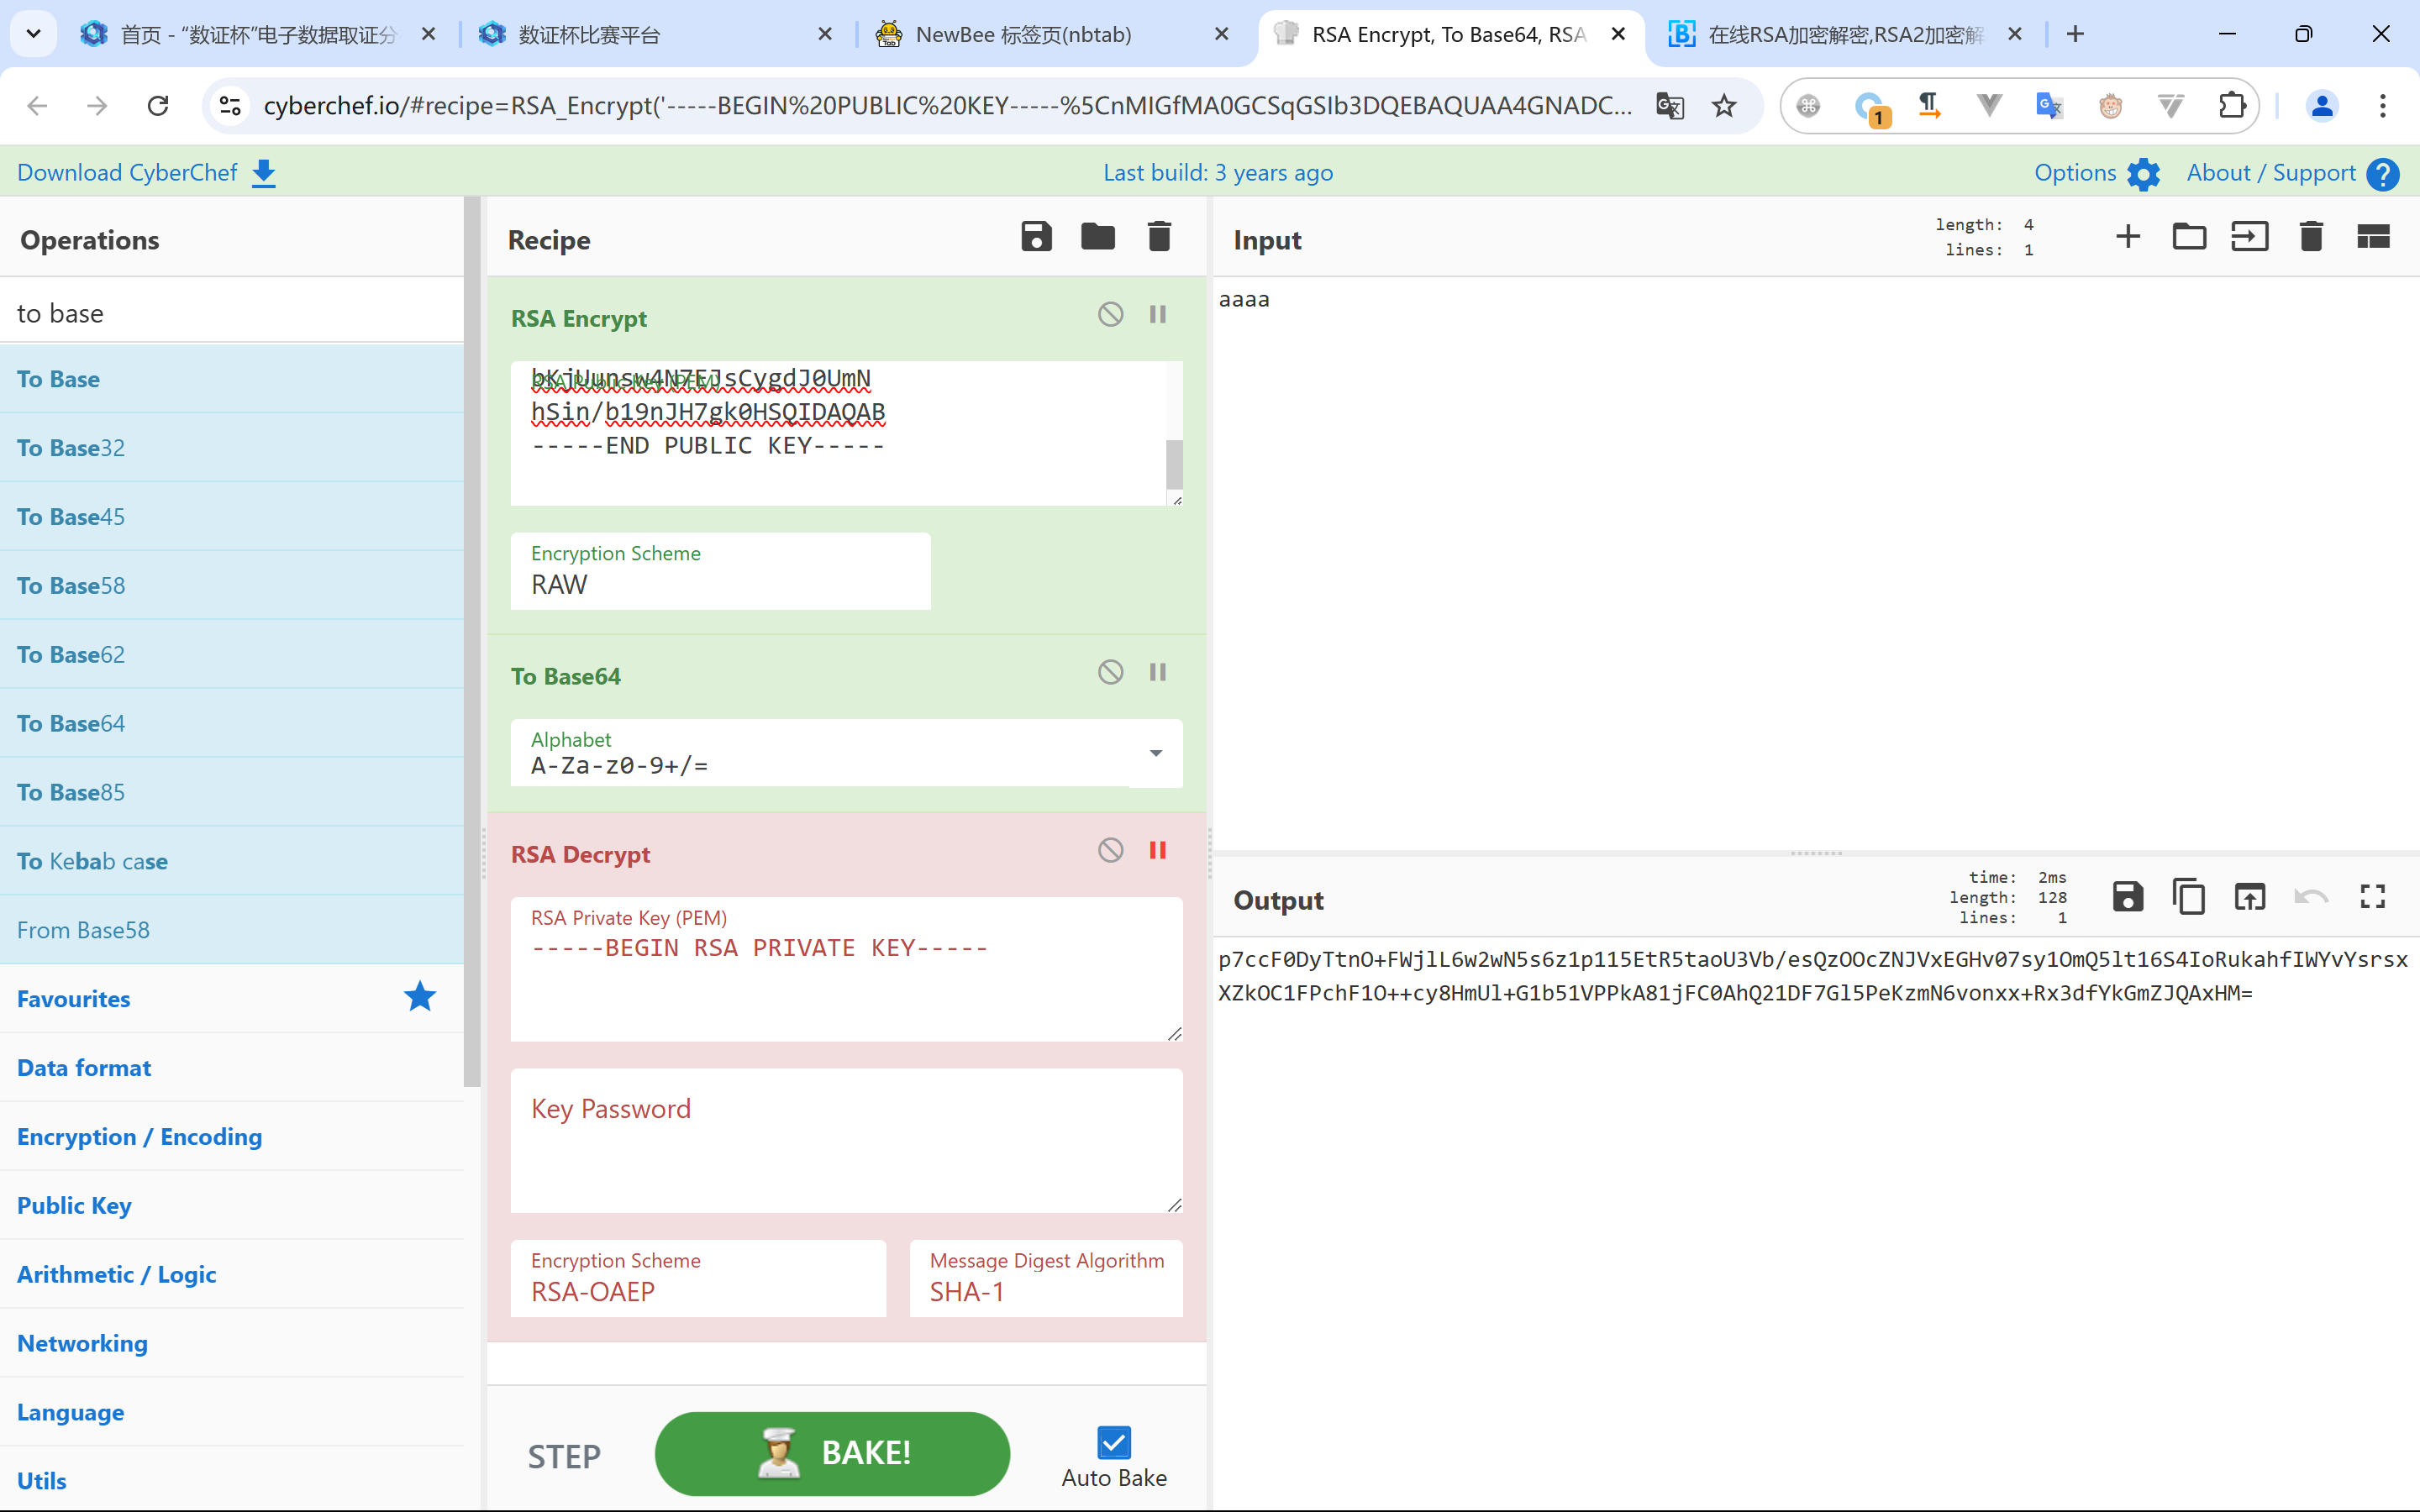 首页 - “数证杯”电子数据取证分
数证杯比赛平台
NewBee 标签页(nbtab)
RSA Encrypt, To Base64, RSA
在线RSA加密解密,RSA2加密解
cyberchef.io/#recipe=RSA_Encrypt('-----BEGIN%20PUBLIC%20KEY-----%5CnMIGfMA0GCSqGSIb3DQEBAQUAA4GNADC...
1
Download CyberChef
Last build: 3 years ago
Options
About / Support
Operations
to base
To Base
To Base32
To Base45
To Base58
To Base62
To Base64
To Base85
To Kebab case
From Base58
Favourites
Data format
Encryption / Encoding
Public Key
Arithmetic / Logic
Networking
Language
Utils
Recipe
RSA Encrypt
RSA Public Key (PEM)
hSin/b19nJH7gk0HSQIDAQAB
-----END PUBLIC KEY-----
Encryption Scheme
RAW
To Base64
Alphabet
A-Za-z0-9+/=
RSA Decrypt
RSA Private Key (PEM)
-----BEGIN RSA PRIVATE KEY-----
Key Password
Encryption Scheme
RSA-OAEP
Message Digest Algorithm
SHA-1
STEP
BAKE!
Auto Bake
Input
length: 4
lines: 1
aaaa
Output
time: 2ms
length: 128
lines: 1
p7ccF0DyTtnO+FWjlL6w2wN5s6z1p115EtR5taoU3Vb/esQzOOcZNJVxEGHv07sy1OmQ5lt16S4IoRukahfIWYvYsrsx
XZkOC1FPchF1O++cy8HmUl+G1b51VPPkA81jFC0AhQ21DF7Gl5PeKzmN6vonxx+Rx3dfYkGmZJQAxHM=